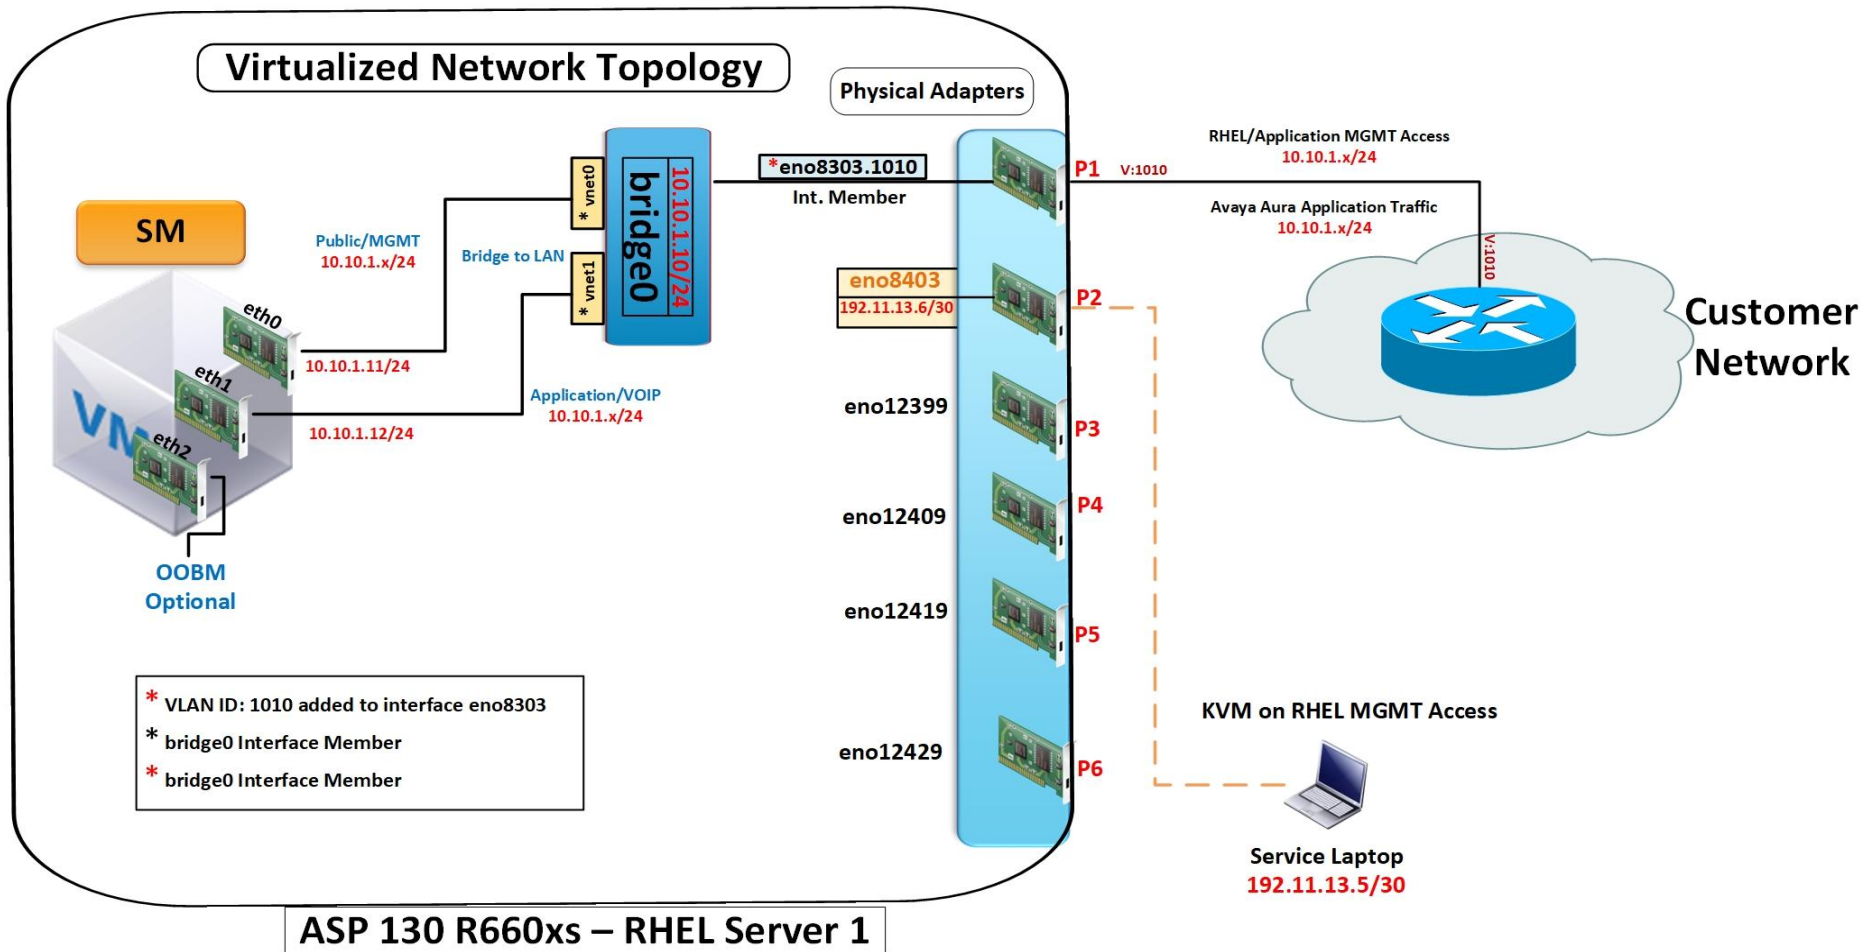 Virtualized Network Topology
Physical Adapters
SM
Public/MGMT
10.10.1.x/24
Bridge to LAN
* vnet0
* vnet1
bridge0
10.10.1.10/24
*eno8303.1010
Int. Member
P1
V:1010
RHEL/Application MGMT Access
10.10.1.x/24
Avaya Aura Application Traffic
10.10.1.x/24
V:1010
Customer
Network
eno8403
192.11.13.6/30
P2
VM
eth0
10.10.1.11/24
eth1
10.10.1.12/24
Application/VOIP
10.10.1.x/24
eth2
OOBM
Optional
eno12399
P3
eno12409
P4
eno12419
P5
eno12429
P6
* VLAN ID: 1010 added to interface eno8303
* bridge0 Interface Member
* bridge0 Interface Member
KVM on RHEL MGMT Access
Service Laptop
192.11.13.5/30
ASP 130 R660xs – RHEL Server 1